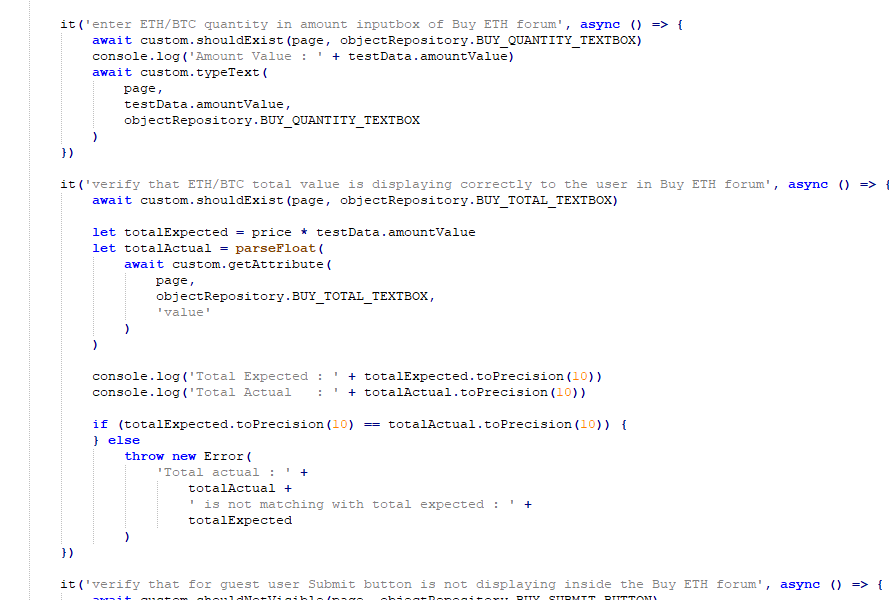 it('enter ETH/BTC quantity in amount inputbox of Buy ETH forum', async () => {
await custom.shouldExist(page, objectRepository.BUY_QUANTITY_TEXTBOX)
console.log('Amount Value : ' + testData.amountValue)
await custom.typeText(
page,
testData.amountValue,
objectRepository.BUY_QUANTITY_TEXTBOX
)
})
it('verify that ETH/BTC total value is displaying correctly to the user in Buy ETH forum', async () => {
await custom.shouldExist(page, objectRepository.BUY_TOTAL_TEXTBOX)
let totalExpected = price * testData.amountValue
let totalActual = parseFloat(
await custom.getAttribute(
page,
objectRepository.BUY_TOTAL_TEXTBOX,
'value'
)
)
console.log('Total Expected : ' + totalExpected.toPrecision(10))
console.log('Total Actual   : ' + totalActual.toPrecision(10))
if (totalExpected.toPrecision(10) == totalActual.toPrecision(10)) {
} else
throw new Error(
'Total actual : ' +
totalActual +
' is not matching with total expected : ' +
totalExpected
)
})
it('verify that for guest user Submit button is not displaying inside the Buy ETH forum', async () => {
await custom.shouldNotVisible(page, objectRepository.BUY_SUBMIT_BUTTON)